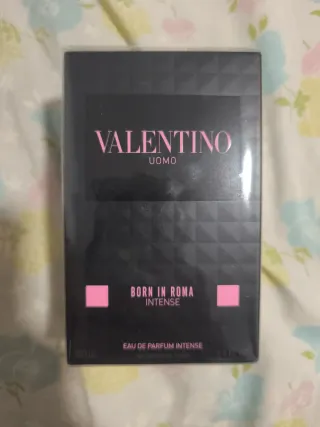 VALENTINO
UOMO
BORN IN ROMA
INTENSE
EAU DE PARFUM INTENSE